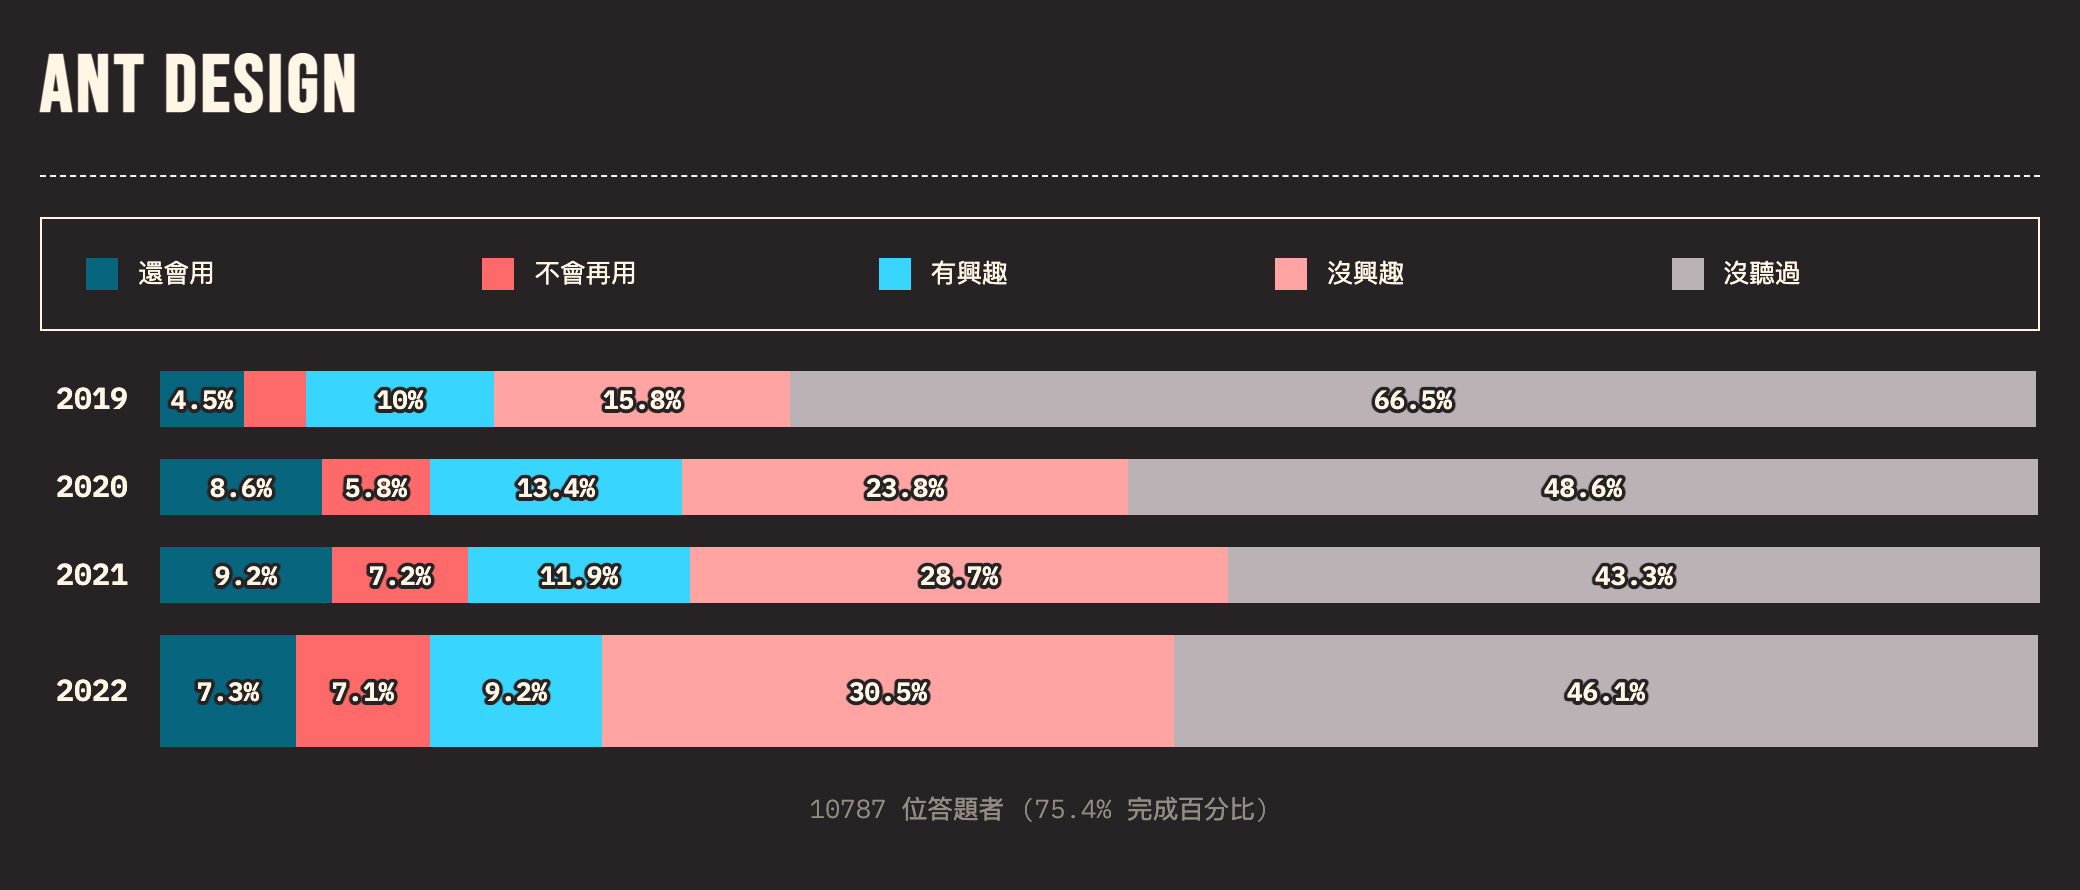 ANT DESIGN
還會用 不會再用 有興趣 沒興趣 沒聽過
2019 4.5% 10% 15.8% 66.5%
2020 8.6% 5.8% 13.4% 23.8% 48.6%
2021 9.2% 7.2% 11.9% 28.7% 43.3%
2022 7.3% 7.1% 9.2% 30.5% 46.1%
10787 位答題者 (75.4% 完成百分比)